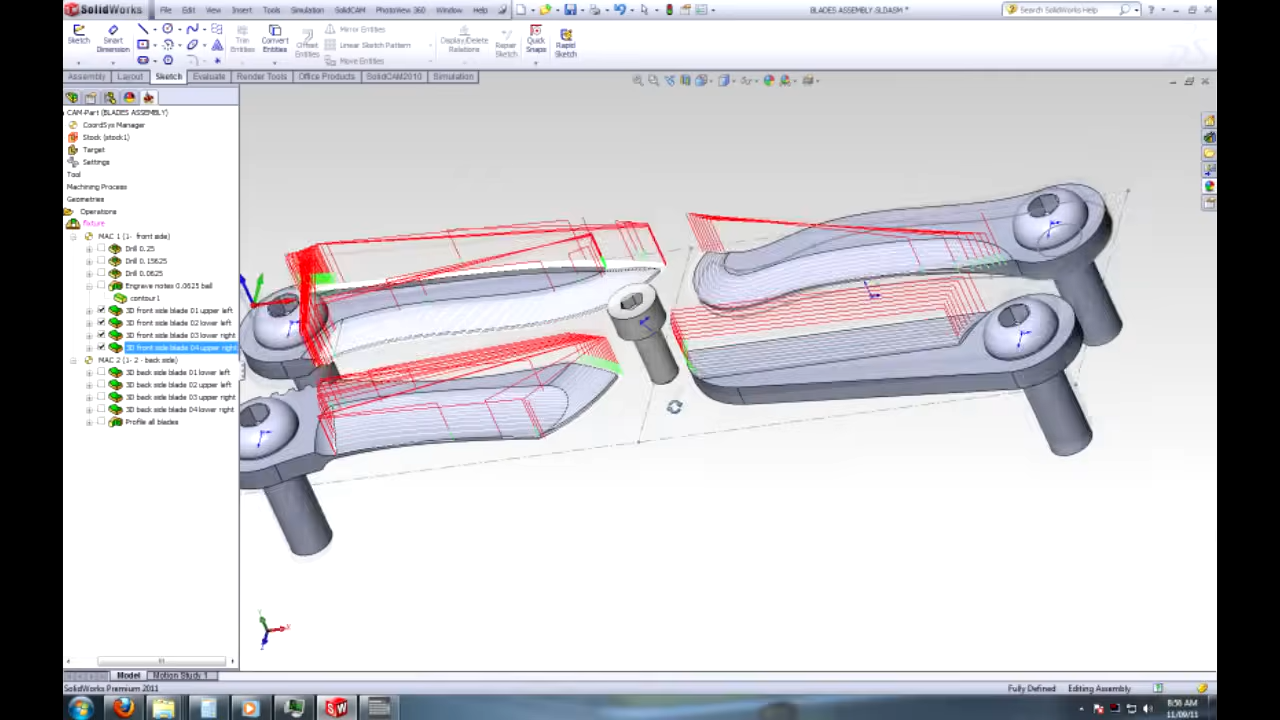 SolidWorks File Edit View Insert Tools Simulation SolidCAM PhotoView 360 Window Help BLADES ASSEMBLY.SLDASM * Search SolidWorks Help
Sketch Smart Dimension Trim Entities Convert Entities Offset Entities Mirror Entities Linear Sketch Pattern Move Entities Display/Delete Relations Repair Sketch Quick Snaps Rapid Sketch
Assembly Layout Sketch Evaluate Render Tools Office Products SolidCAM2010 Simulation
CAM-Part (BLADES ASSEMBLY)
CoordSys Manager
Stock (stock1)
Target
Settings
Tool
Machining Process
Geometries
Operations
Fixture
MAC 1 (1- front side)
Drill 0.25
Drill 0.15625
Drill 0.0625
Engrave notes 0.0625 ball
contour1
3D front side blade 01 upper left
3D front side blade 02 lower left
3D front side blade 03 lower right
3D front side blade 04 upper right
MAC 2 (1- 2 - back side)
3D back side blade 01 lower left
3D back side blade 02 upper left
3D back side blade 03 upper right
3D back side blade 04 lower right
Profile all blades
Model Motion Study 1
SolidWorks Premium 2011 Fully Defined Editing Assembly
8:56 AM
11/09/11